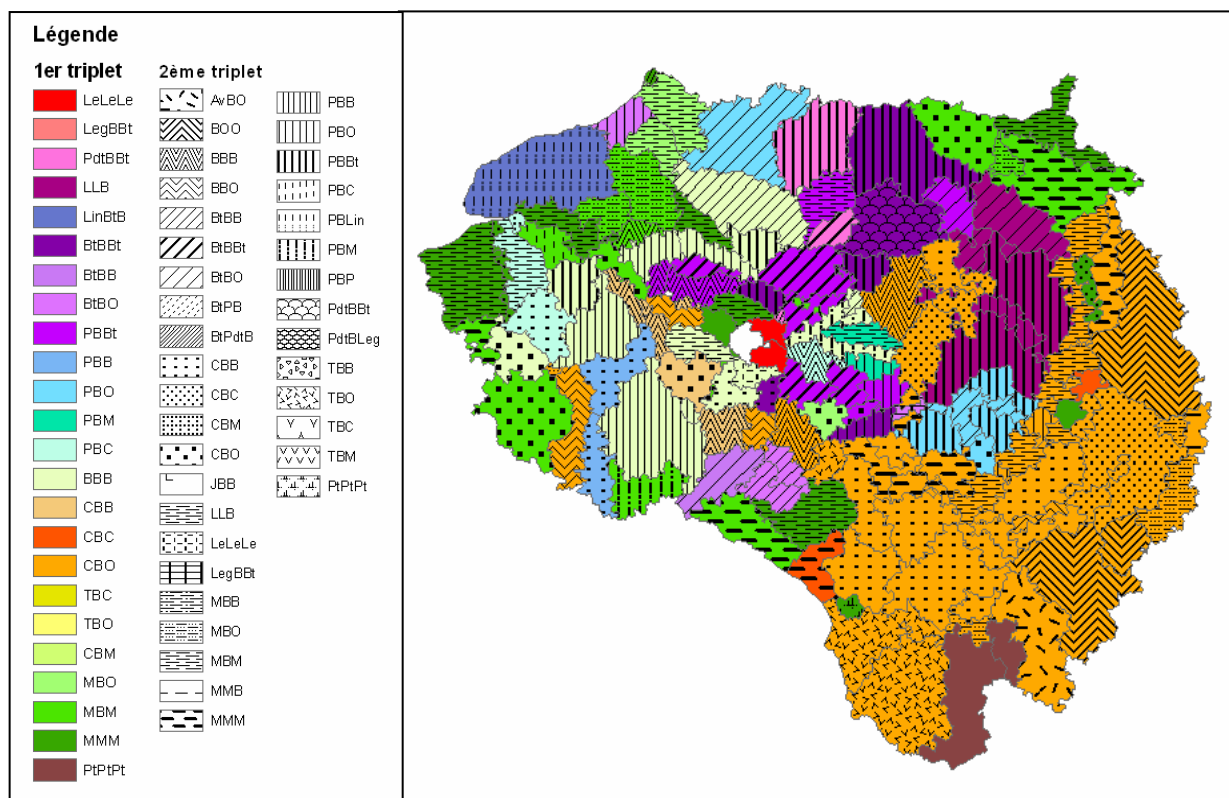 Légende
1er triplet
LeLeLe
LegBBt
PdtBBt
LLB
LinBtB
BtBBt
BtBB
BtBO
PBBt
PBB
PBO
PBM
PBC
BBB
CBB
CBC
CBO
TBC
TBO
CBM
MBO
MBM
MMM
PtPtPt
2ème triplet
AvBO
BOO
BBB
BBO
BtBB
BtBBt
BtBO
BtPB
BtPdtB
CBB
CBC
CBM
CBO
JBB
LLB
LeLeLe
LegBBt
MBB
MBO
MBM
MMB
MMM
PBB
PBO
PBBt
PBC
PBLin
PBM
PBP
PdtBBt
PdtBLeg
TBB
TBO
TBC
TBM
PtPtPt